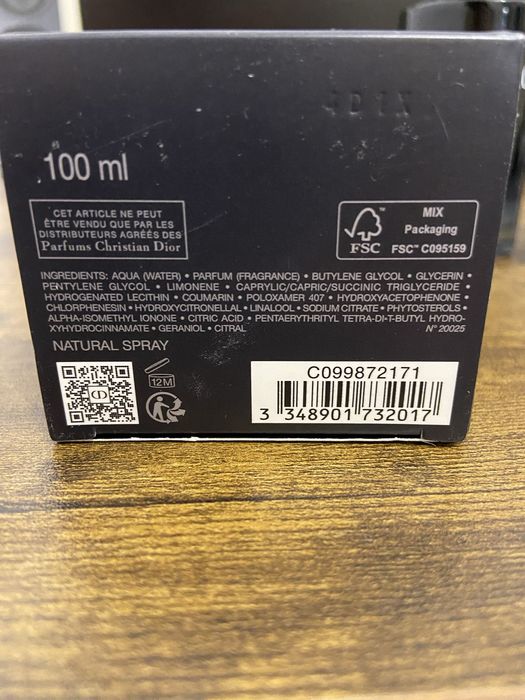 100 ml
CET ARTICLE NE PEUT
ÊTRE VENDU QUE PAR LES
DISTRIBUTEURS AGRÉÉS DES
Parfums Christian Dior
FSC
MIX
Packaging
FSC™ C095159
INGREDIENTS: AQUA (WATER) • PARFUM (FRAGRANCE) • BUTYLENE GLYCOL • GLYCERIN •
PENTYLENE GLYCOL • LIMONENE • CAPRYLIC/CAPRIC/SUCCINIC TRIGLYCERIDE •
HYDROGENATED LECITHIN • COUMARIN • POLOXAMER 407 • HYDROXYACETOPHENONE •
CHLORPHENESIN • HYDROXYCITRONELLAL • LINALOOL • SODIUM CITRATE • PHYTOSTEROLS •
ALPHA-ISOMETHYL IONONE • CITRIC ACID • PENTAERYTHRITYL TETRA-DI-T-BUTYL HYDRO-
XYHYDROCINNAMATE • GERANIOL • CITRAL N° 20025
NATURAL SPRAY
CD
12M
C099872171
3 348901 732017